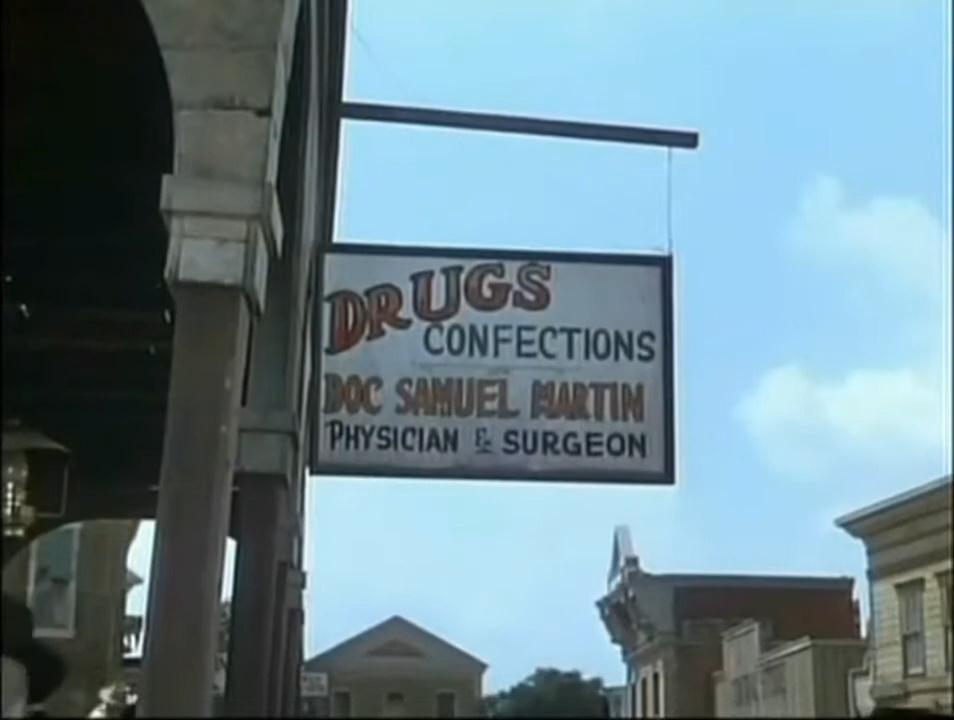 DRUGS
CONFECTIONS
DOC SAMUEL MARTIN
PHYSICIAN & SURGEON